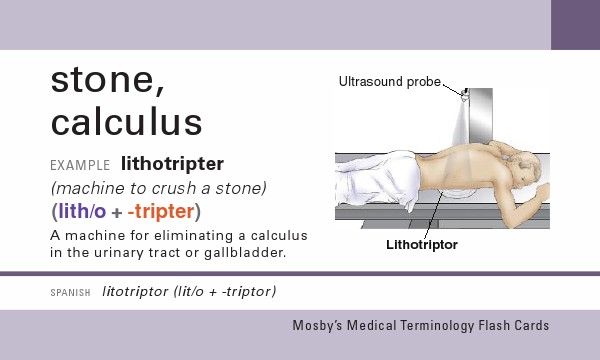 stone,
calculus
EXAMPLE lithotripter
(machine to crush a stone)
(lith/o + -tripter)
A machine for eliminating a calculus
in the urinary tract or gallbladder.
Ultrasound probe
Lithotriptor
SPANISH litotriptor (lit/o + -triptor)
Mosby's Medical Terminology Flash Cards